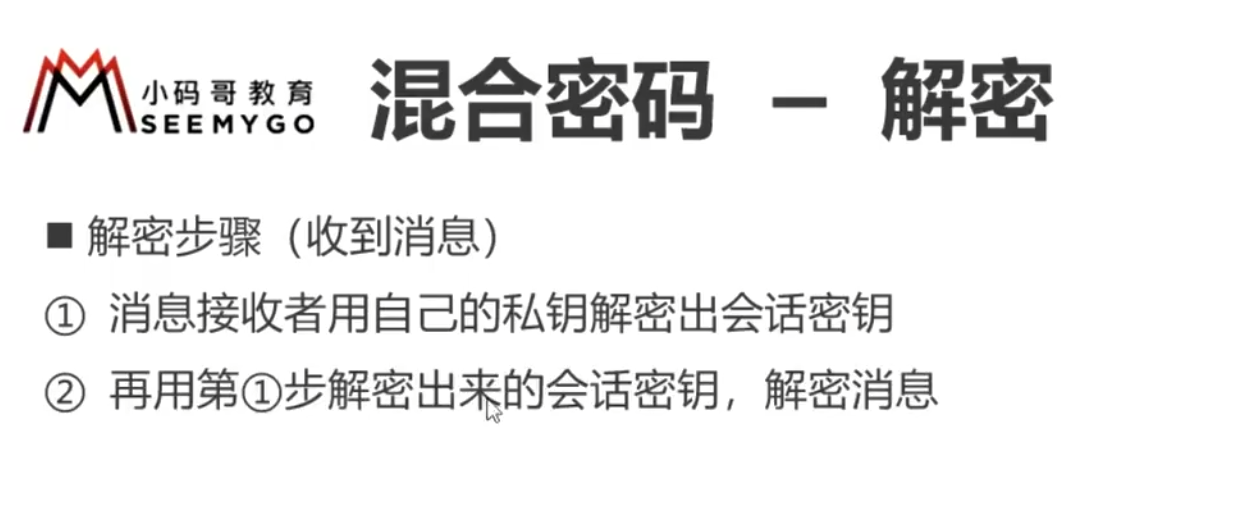 小码哥教育
SEEMYGO
混合密码 － 解密
■ 解密步骤（收到消息）
① 消息接收者用自己的私钥解密出会话密钥
② 再用第①步解密出来的会话密钥，解密消息